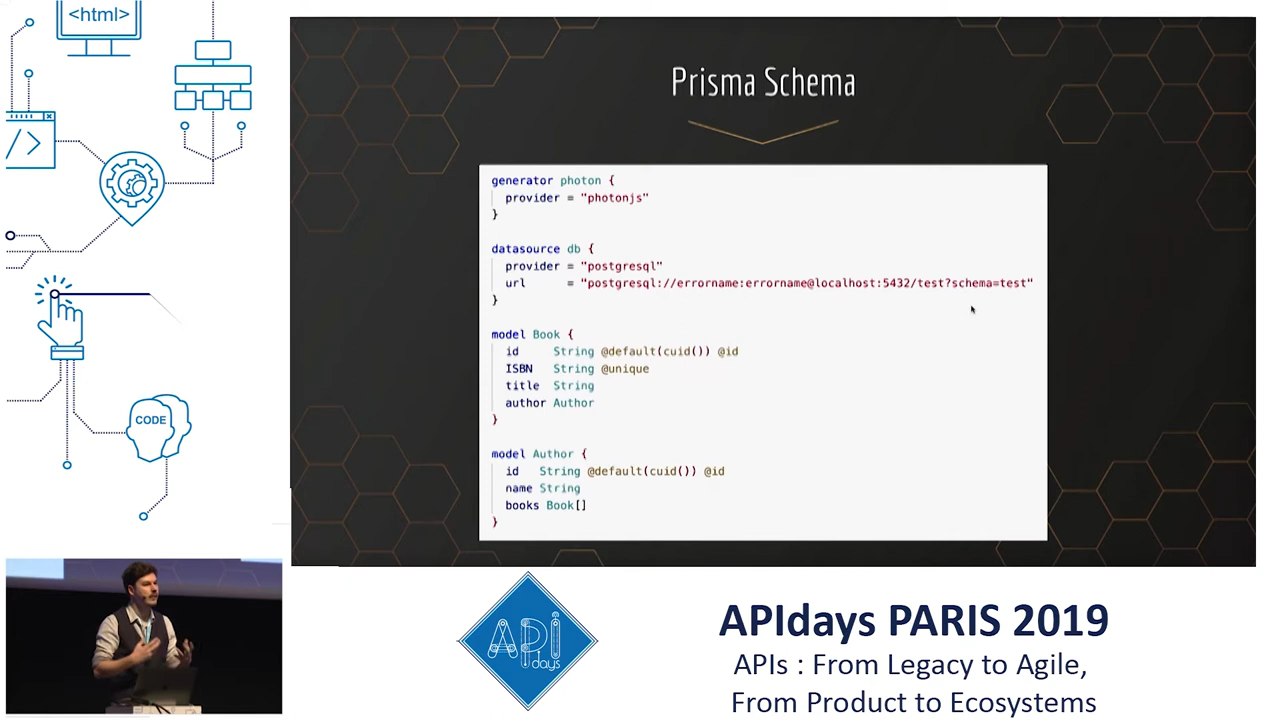 <html>
</>
CODE
Prisma Schema
generator photon {
provider = "photonjs"
}
datasource db {
provider = "postgresql"
url = "postgresql://errorname:errorname@localhost:5432/test?schema=test"
}
model Book {
id String @default(cuid()) @id
ISBN String @unique
title String
author Author
}
model Author {
id String @default(cuid()) @id
name String
books Book[]
}
API
days
APIdays PARIS 2019
APIs : From Legacy to Agile,
From Product to Ecosystems